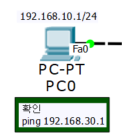 192.168.10.1/24
Fa0
PC-PT
PC0
확인
ping 192.168.30.1